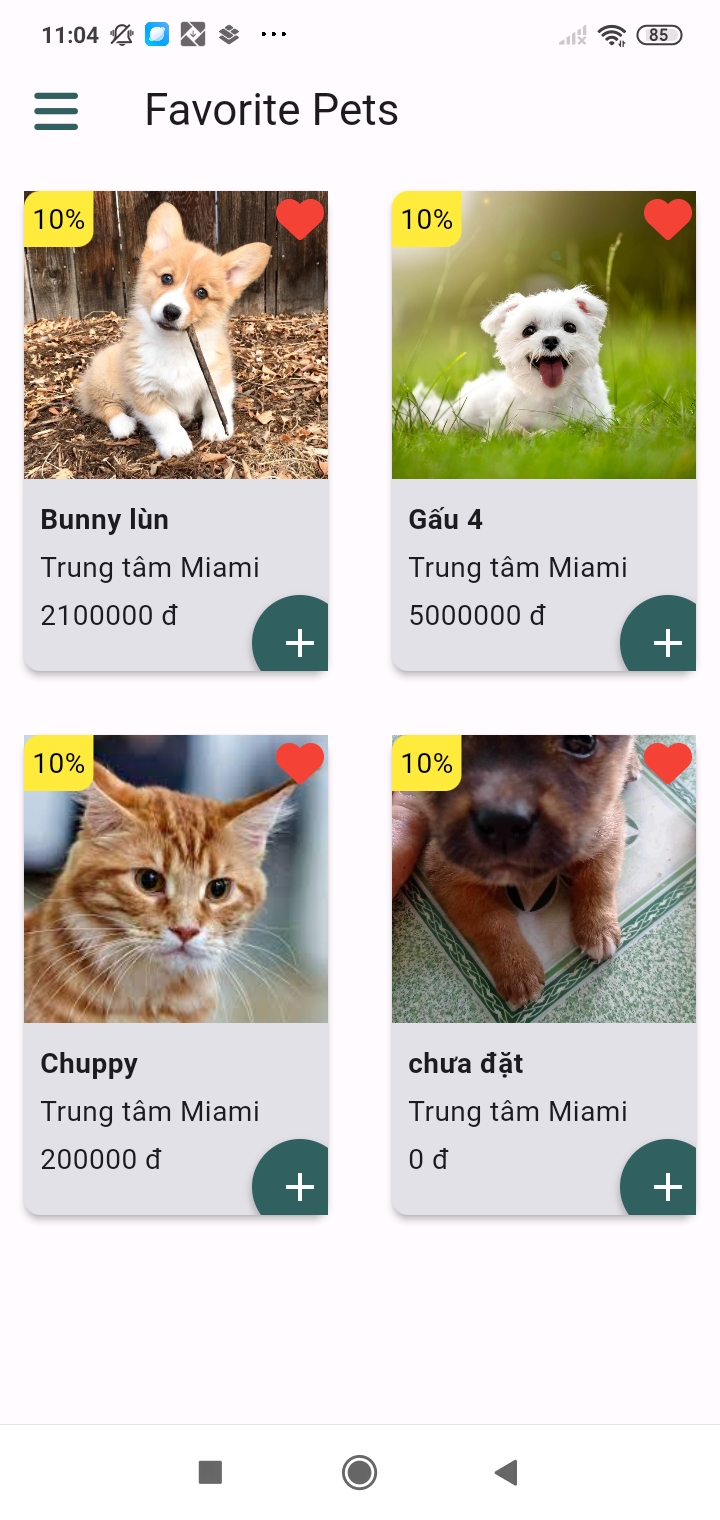 11:04 85
Favorite Pets
10%
10%
Bunny lùn
Trung tâm Miami
2100000 đ
Gấu 4
Trung tâm Miami
5000000 đ
10%
10%
Chuppy
Trung tâm Miami
200000 đ
chưa đặt
Trung tâm Miami
0 đ